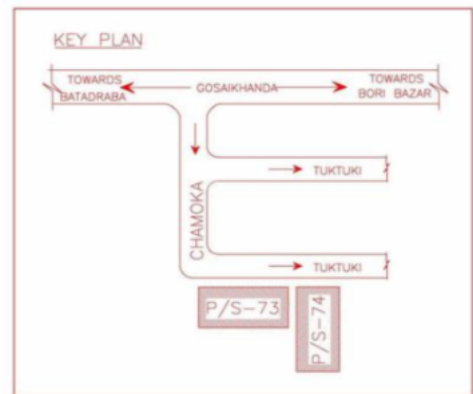 KEY PLAN
TOWARDS
BATADRABA
GOSAIKHANDA
TOWARDS
BORI BAZAR
TUKTUKI
CHAMOKA
TUKTUKI
P/S-73
P/S-74